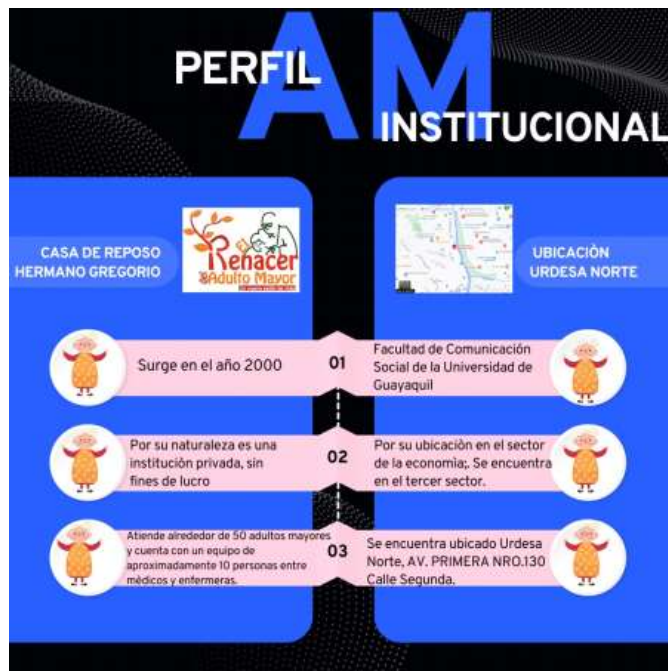 AM
PERFIL
INSTITUCIONAL
CASA DE REPOSO
HERMANO GREGORIO
El
Renacer
Adulto Mayor
UBICACIÒN
URDESA NORTE
Surge en el año 2000
01
Facultad de Comunicación
Social de la Universidad de
Guayaquil
Por su naturaleza es una
institución privada, sin
fines de lucro
02
Por su ubicaciòn en el sector
de la economìa;. Se encuentra
en el tercer sector.
Atiende alrededor de 50 adultos mayores
y cuenta con un equipo de
aproximadamente 10 personas entre
médicos y enfermeras.
03
Se encuentra ubicado Urdesa
Norte, AV. PRIMERA NRO.130
Calle Segunda.